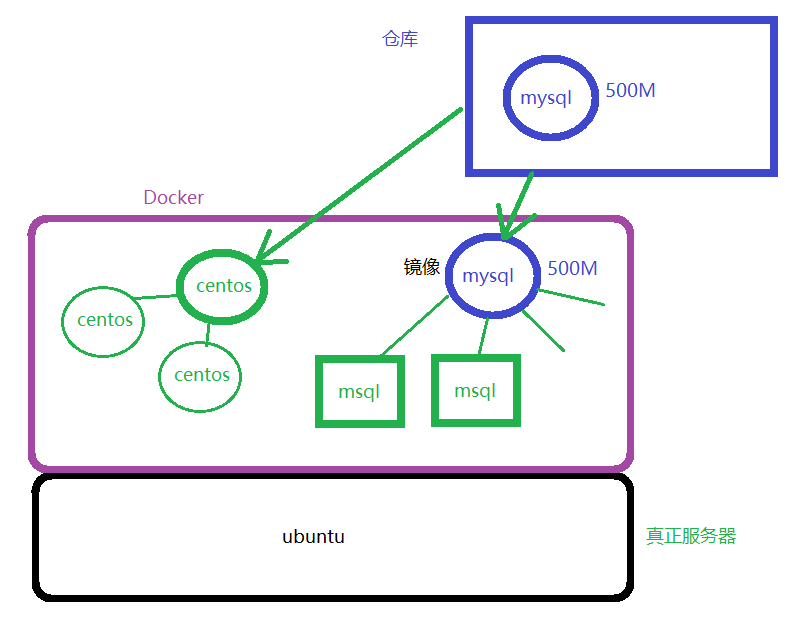 仓库
mysql
500M
Docker
镜像
mysql
500M
centos
centos
centos
msql
msql
ubuntu
真正服务器